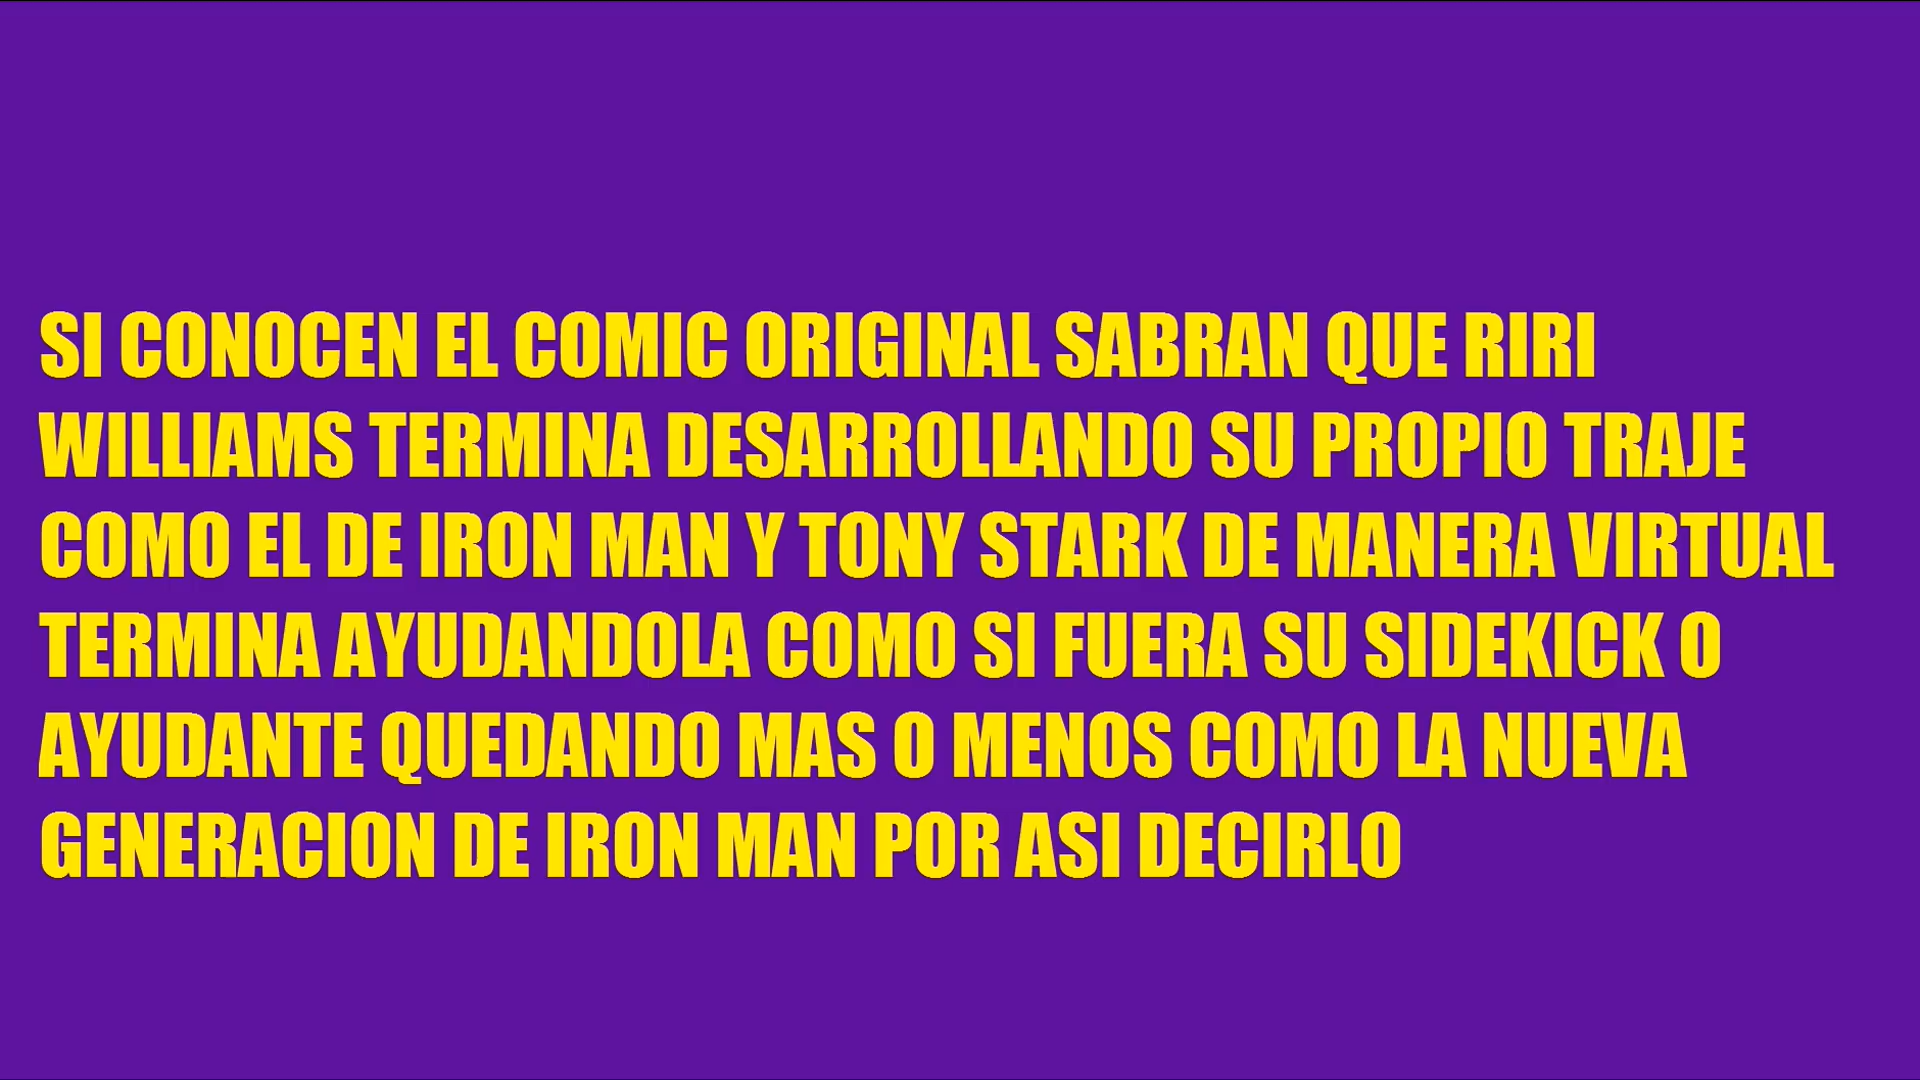 SI CONOCEN EL COMIC ORIGINAL SABRAN QUE RIRI
WILLIAMS TERMINA DESARROLLANDO SU PROPIO TRAJE
COMO EL DE IRON MAN Y TONY STARK DE MANERA VIRTUAL
TERMINA AYUDANDOLA COMO SI FUERA SU SIDEKICK O
AYUDANTE QUEDANDO MAS O MENOS COMO LA NUEVA
GENERACION DE IRON MAN POR ASI DECIRLO